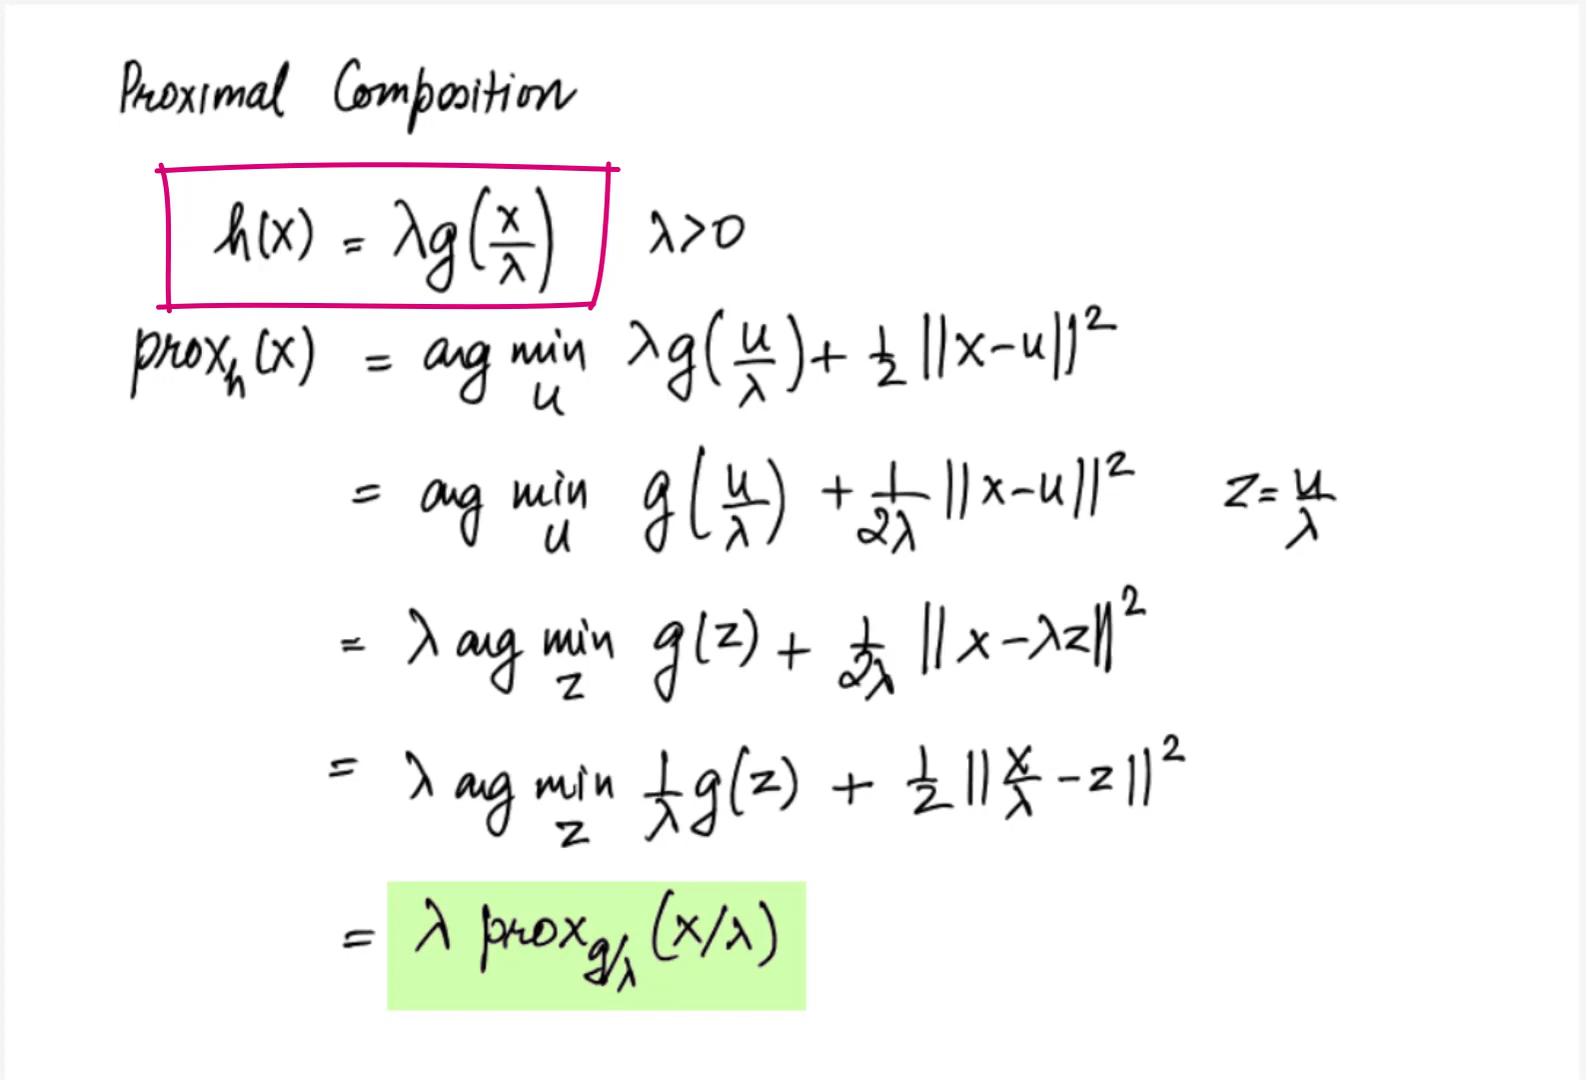 Proximal Composition
h(x) = λg(x/λ) λ>0
prox_h(x) = arg min_u λg(u/λ) + 1/2 ||x-u||²
= arg min_u g(u/λ) + 1/(2λ) ||x-u||² z = u/λ
= λ arg min_z g(z) + 1/(2λ) ||x-λz||²
= λ arg min_z 1/λ g(z) + 1/2 ||x/λ - z||²
= λ prox_{g/λ} (x/λ)